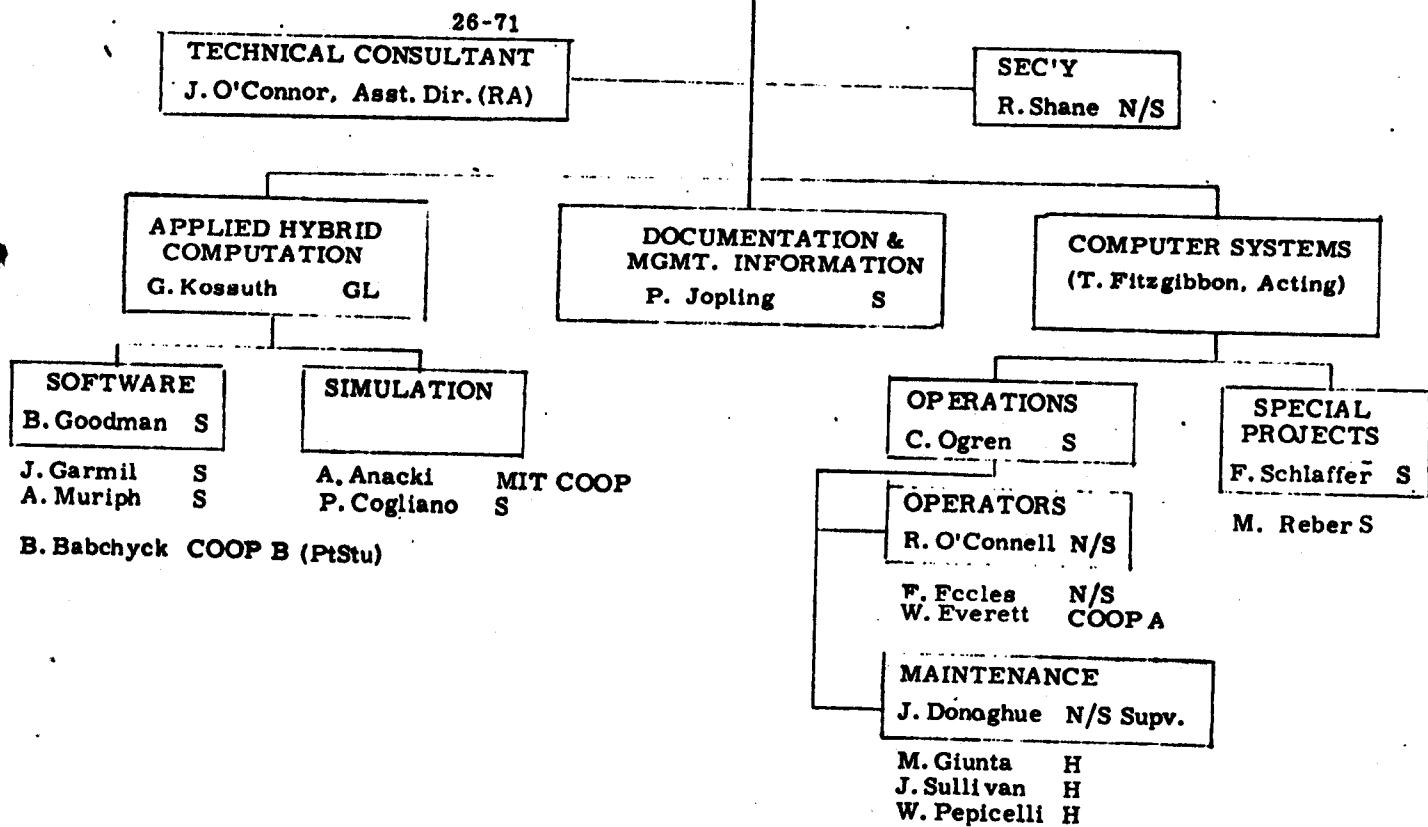 26-71
TECHNICAL CONSULTANT
J. O'Connor, Asst. Dir. (RA)
SEC'Y
R. Shane N/S
APPLIED HYBRID
COMPUTATION
G. Kossuth GL
DOCUMENTATION &
MGMT. INFORMATION
P. Jopling S
COMPUTER SYSTEMS
(T. Fitzgibbon, Acting)
SOFTWARE
B. Goodman S
J. Garmil S
A. Muriph S
B. Babchyck COOP B (PtStu)
SIMULATION
A. Anacki MIT COOP
P. Cogliano S
OPERATIONS
C. Ogren S
OPERATORS
R. O'Connell N/S
F. Eccles N/S
W. Everett COOP A
MAINTENANCE
J. Donaghue N/S Supv.
M. Giunta H
J. Sullivan H
W. Pepicelli H
SPECIAL
PROJECTS
F. Schlaffer S
M. Reber S